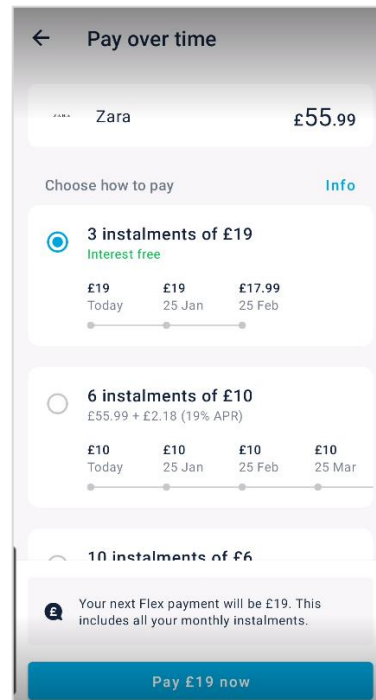 Pay over time
ZARA Zara £55.99
Choose how to pay Info
3 instalments of £19
Interest free
£19 £19 £17.99
Today 25 Jan 25 Feb
6 instalments of £10
£55.99 + £2.18 (19% APR)
£10 £10 £10 £10
Today 25 Jan 25 Feb 25 Mar
10 instalments of £6
£ Your next Flex payment will be £19. This
includes all your monthly instalments.
Pay £19 now